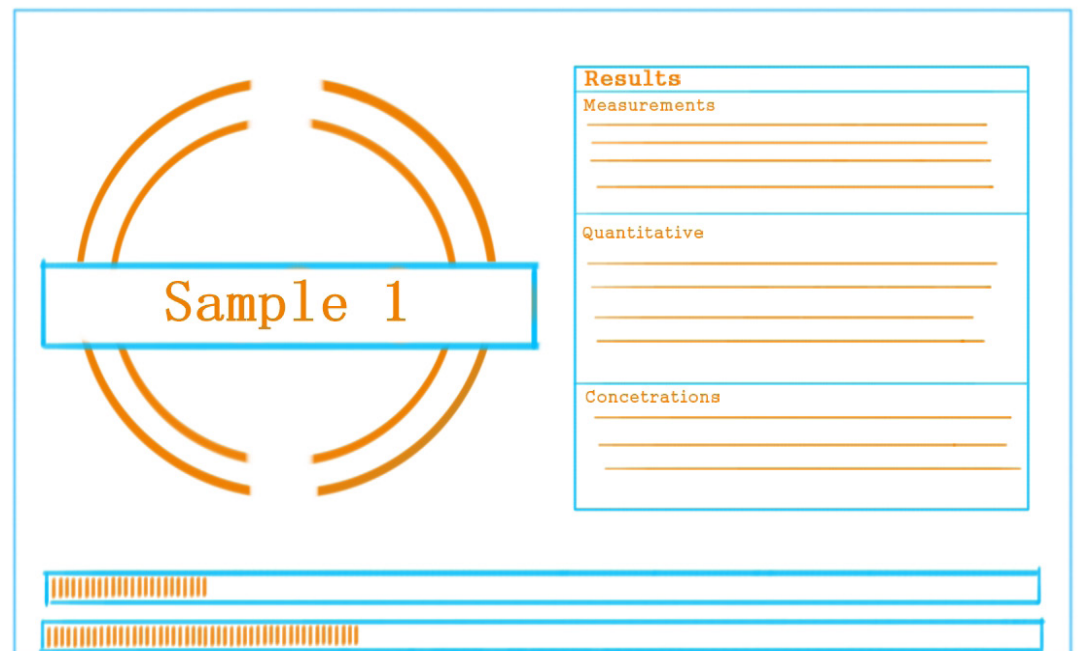 Sample 1
Results
Measurements
Quantitative
Concetrations